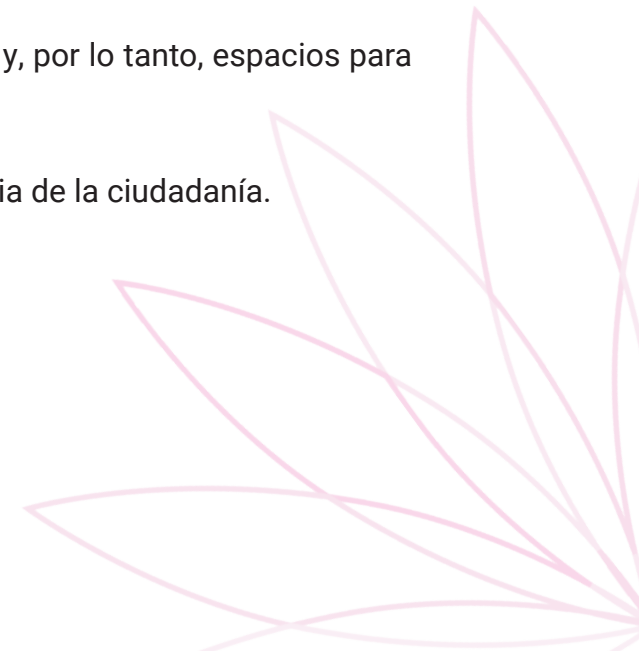 y, por lo tanto, espacios para
ia de la ciudadanía.